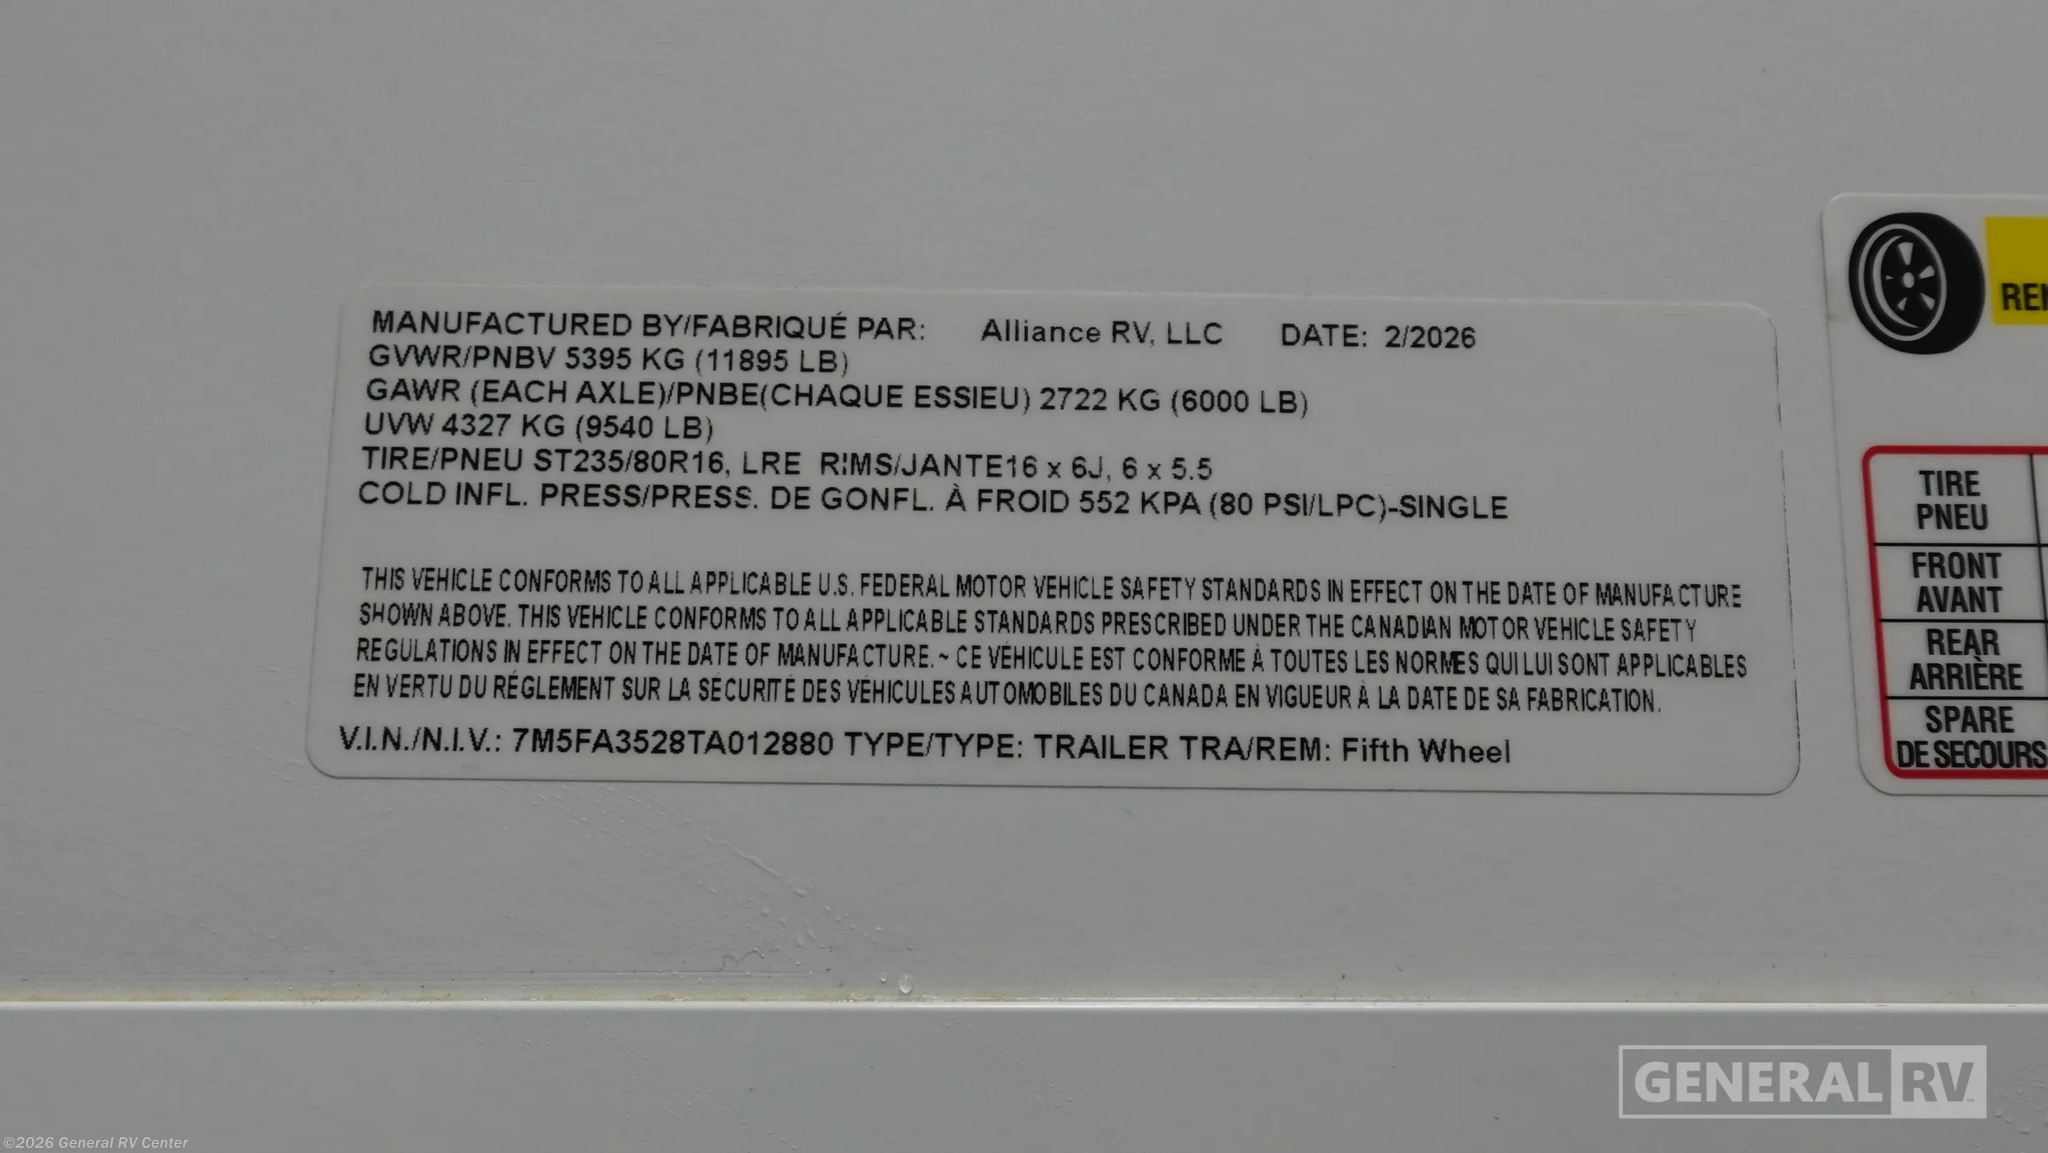 MANUFACTURED BY/FABRIQUÉ PAR: Alliance RV, LLC DATE: 2/2026
GVWR/PNBV 5395 KG (11895 LB)
GAWR (EACH AXLE)/PNBE(CHAQUE ESSIEU) 2722 KG (6000 LB)
UVW 4327 KG (9540 LB)
TIRE/PNEU ST235/80R16, LRE RIMS/JANTE16 x 6J, 6 x 5.5
COLD INFL. PRESS/PRESS. DE GONFL. À FROID 552 KPA (80 PSI/LPC)-SINGLE
THIS VEHICLE CONFORMS TO ALL APPLICABLE U.S. FEDERAL MOTOR VEHICLE SAFETY STANDARDS IN EFFECT ON THE DATE OF MANUFACTURE
SHOWN ABOVE. THIS VEHICLE CONFORMS TO ALL APPLICABLE STANDARDS PRESCRIBED UNDER THE CANADIAN MOTOR VEHICLE SAFETY
REGULATIONS IN EFFECT ON THE DATE OF MANUFACTURE. ~ CE VÉHICULE EST CONFORME À TOUTES LES NORMES QUI LUI SONT APPLICABLES
EN VERTU DU RÉGLEMENT SUR LA SÉCURITÉ DES VÉHICULES AUTOMOBILES DU CANADA EN VIGUEUR À LA DATE DE SA FABRICATION.
V.I.N./N.I.V.: 7M5FA3528TA012880 TYPE/TYPE: TRAILER TRA/REM: Fifth Wheel
TIRE
PNEU
FRONT
AVANT
REAR
ARRIÈRE
SPARE
DE SECOURS
GENERAL RV
©2026 General RV Center